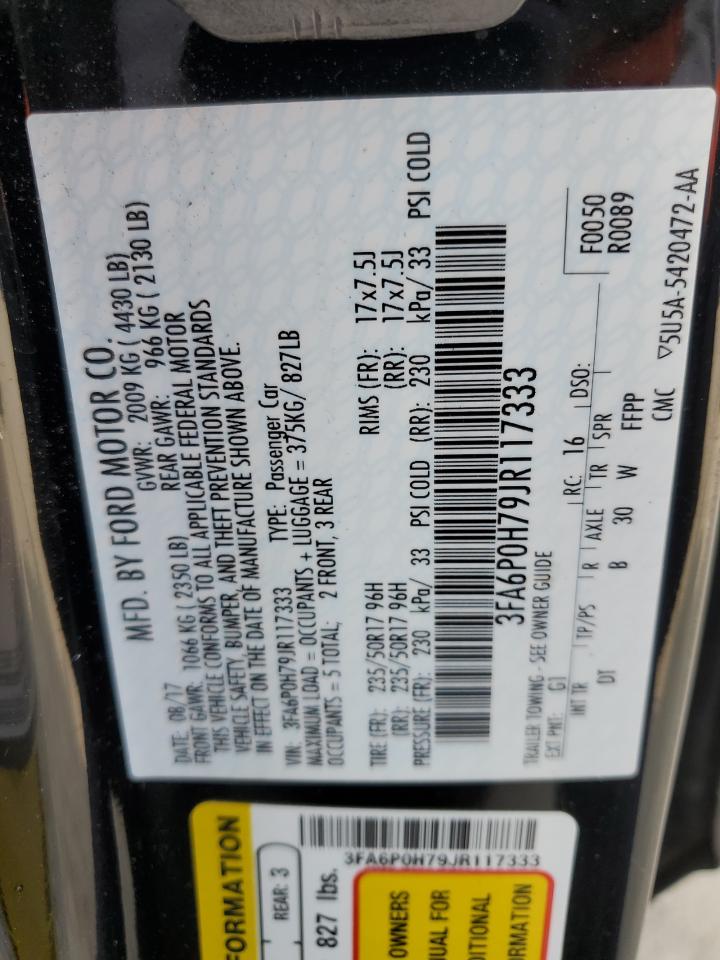 MFD. BY FORD MOTOR CO.
DATE: 08/17 GVWR: 2009 KG ( 4430 LB)
FRONT GAWR: 1066 KG ( 2350 LB) REAR GAWR: 966 KG ( 2130 LB)
THIS VEHICLE CONFORMS TO ALL APPLICABLE FEDERAL MOTOR
VEHICLE SAFETY, BUMPER, AND THEFT PREVENTION STANDARDS
IN EFFECT ON THE DATE OF MANUFACTURE SHOWN ABOVE.
VIN: 3FA6P0H79JR117333 TYPE: Passenger Car
MAXIMUM LOAD = OCCUPANTS + LUGGAGE = 375KG/ 827LB
OCCUPANTS = 5 TOTAL; 2 FRONT, 3 REAR
TIRE (FR): 235/50R17 96H RIMS (FR): 17x7.5J
(RR): 235/50R17 96H (RR): 17x7.5J
PRESSURE (FR): 230 kPa/ 33 PSI COLD (RR): 230 kPa/ 33 PSI COLD
3FA6P0H79JR117333
TRAILER TOWING - SEE OWNER GUIDE
EXT PNT: G1 RC: 16 DSO: F0050
INT TR TP/PS R AXLE TR SPR R0089
DT B 30 W FFPP
CMC ▽5U5A-5420472-AA
FORMATION
REAR: 3
827 lbs.
3FA6P0H79JR117333
OWNERS
UAL FOR
ITIONAL
RMATION